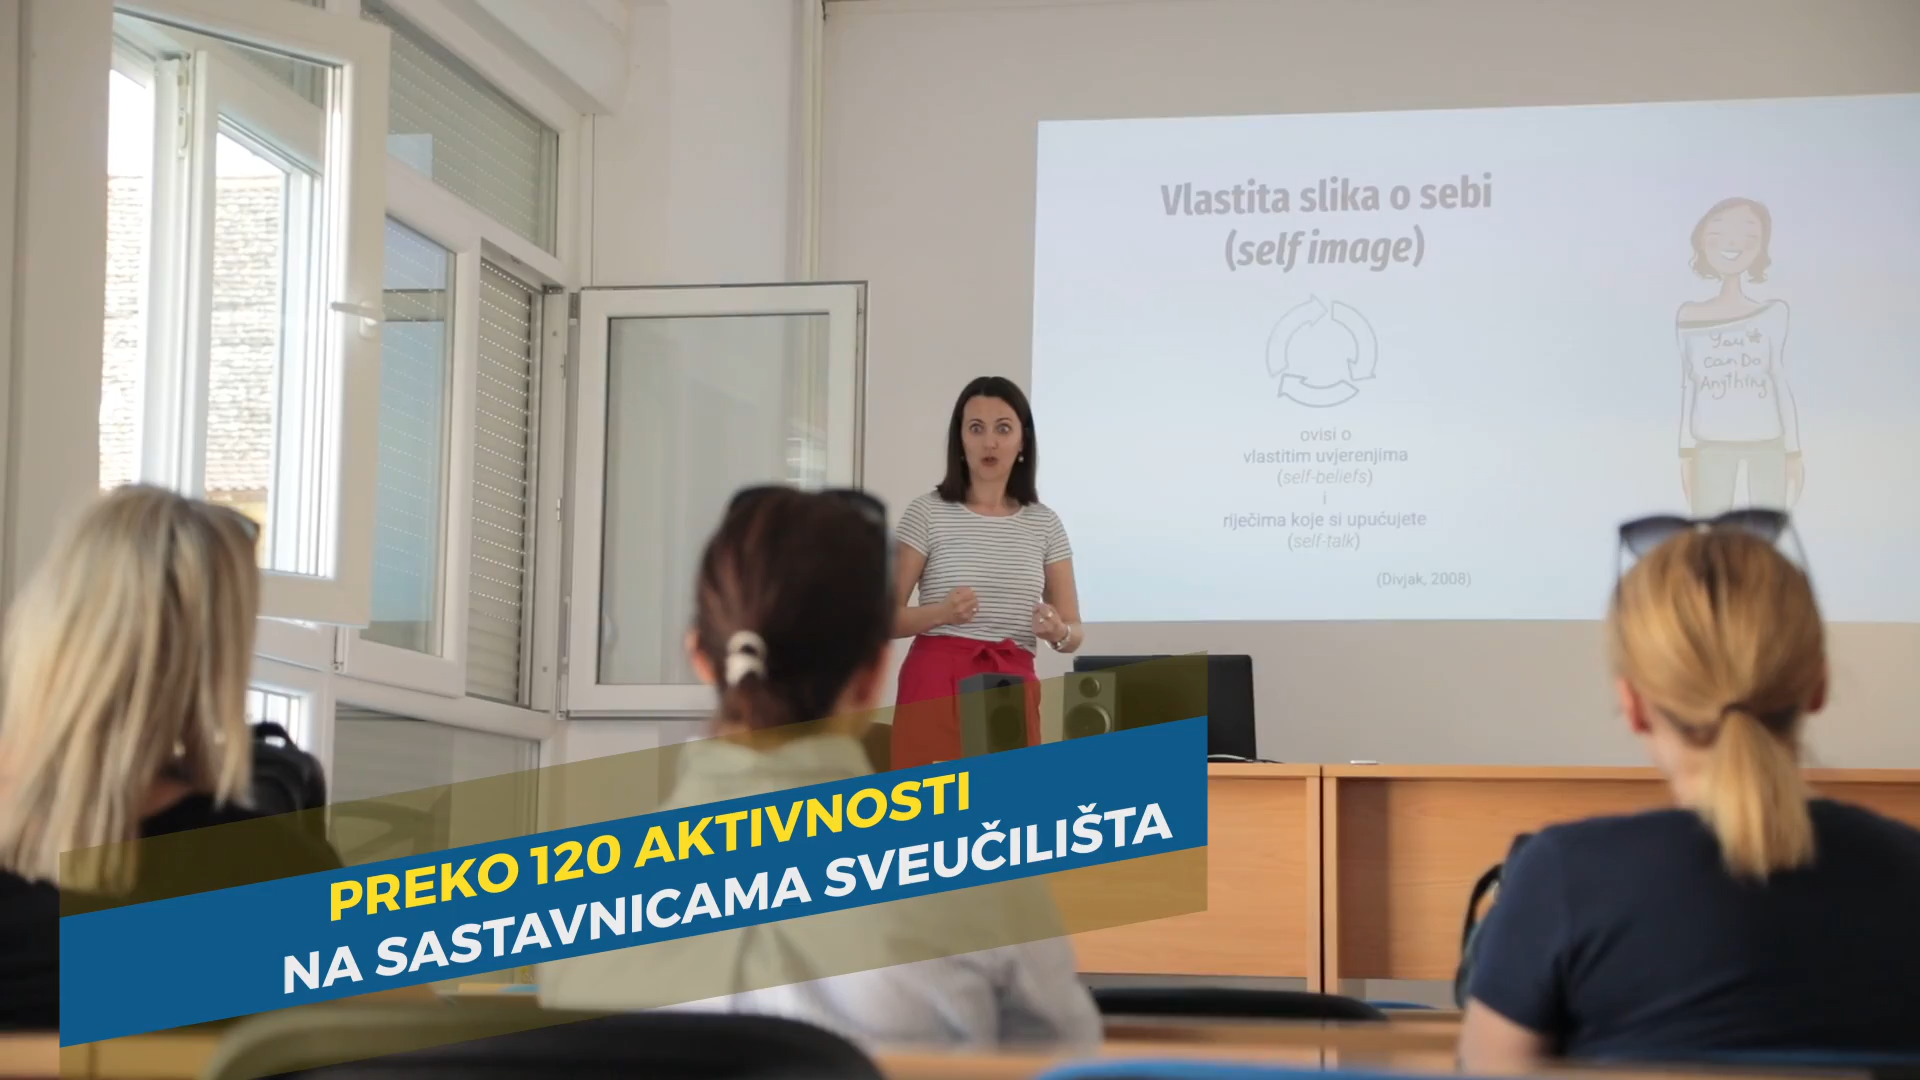 Vlastita slika o sebi
(self image)
ovisi o
vlastitim uvjerenjima
(self-beliefs)
i
riječima koje si upućujete
(self-talk)
(Divjak, 2008)
You
Can Do
Anything
PREKO 120 AKTIVNOSTI
NA SASTAVNICAMA SVEUČILIŠTA